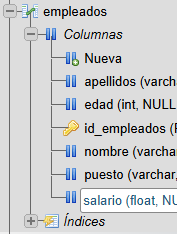 empleados
Columnas
Nueva
apellidos (varcha
edad (int, NULL
id_empleados (P
nombre (varchar
puesto (varchar,
salario (float, NU
Índices